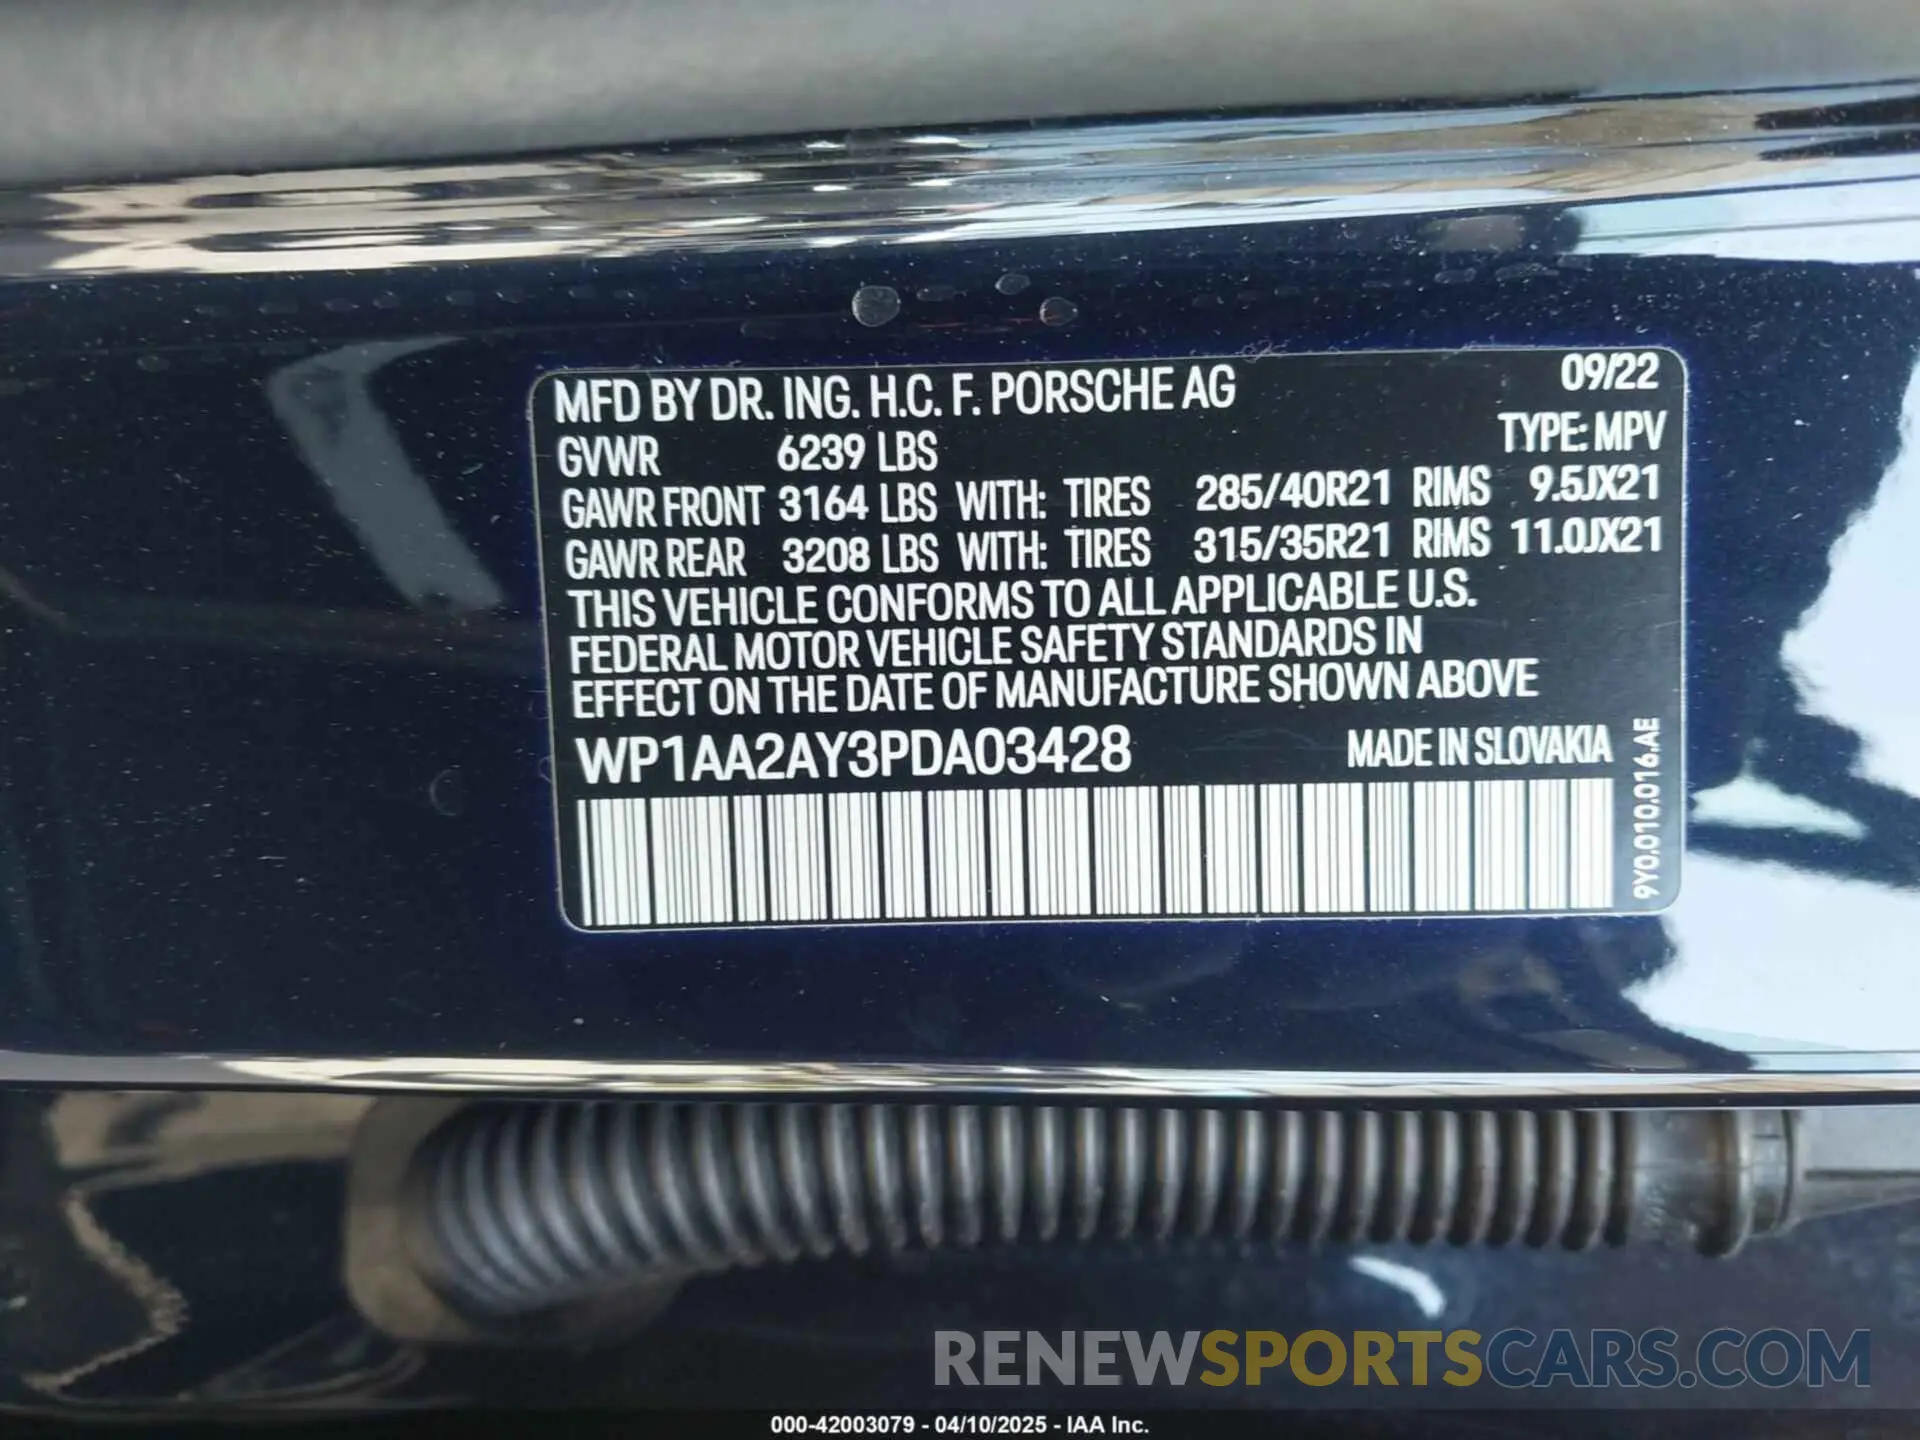 MFD BY DR. ING. H.C. F. PORSCHE AG 09/22
GVWR 6239 LBS TYPE: MPV
GAWR FRONT 3164 LBS WITH: TIRES 285/40R21 RIMS 9.5JX21
GAWR REAR 3208 LBS WITH: TIRES 315/35R21 RIMS 11.0JX21
THIS VEHICLE CONFORMS TO ALL APPLICABLE U.S.
FEDERAL MOTOR VEHICLE SAFETY STANDARDS IN
EFFECT ON THE DATE OF MANUFACTURE SHOWN ABOVE
WP1AA2AY3PDA03428 MADE IN SLOVAKIA
9Y0.010.016.AE
RENEWSPORTSCARS.COM
000-42003079 - 04/10/2025 - IAA Inc.